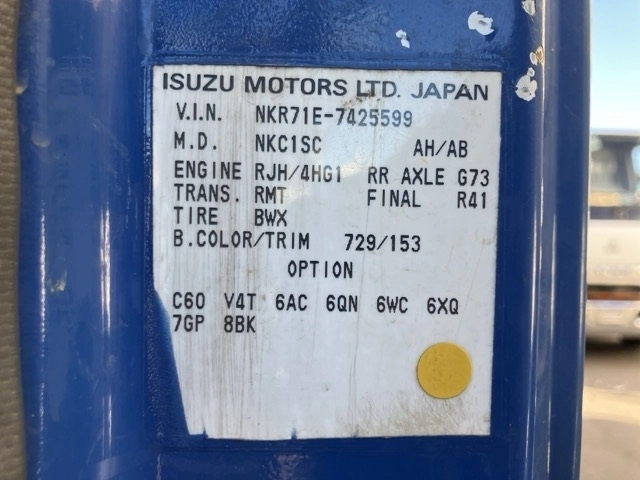 ISUZU MOTORS LTD. JAPAN
V.I.N. NKR71E-7425599
M.D. NKC1SC AH/AB
ENGINE RJH/4HG1 RR AXLE G73
TRANS. RMT FINAL R41
TIRE BWX
B.COLOR/TRIM 729/153
OPTION
C60 V4T 6AC 6QN 6WC 6XQ
7GP 8BK